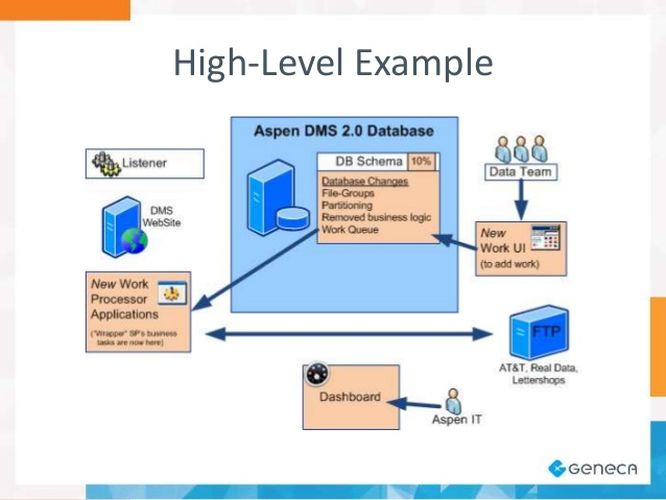 High-Level Example
Aspen DMS 2.0 Database
Listener
DB Schema 10%
Database Changes
File-Groups
Partitioning
Removed business logic
Work Queue
Data Team
DMS
WebSite
New
Work UI
(to add work)
New Work
Processor
Applications
("Wrapper" SP's business
tasks are now here)
FTP
AT&T, Real Data,
Lettershops
Dashboard
Aspen IT
GENECA